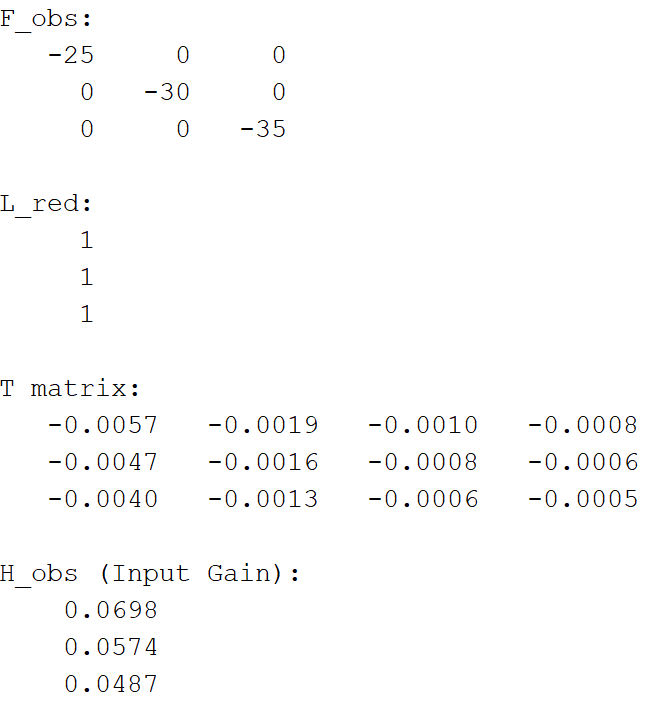 F_obs:
   -25     0     0
     0   -30     0
     0     0   -35
L_red:
     1
     1
     1
T matrix:
   -0.0057   -0.0019   -0.0010   -0.0008
   -0.0047   -0.0016   -0.0008   -0.0006
   -0.0040   -0.0013   -0.0006   -0.0005
H_obs (Input Gain):
    0.0698
    0.0574
    0.0487